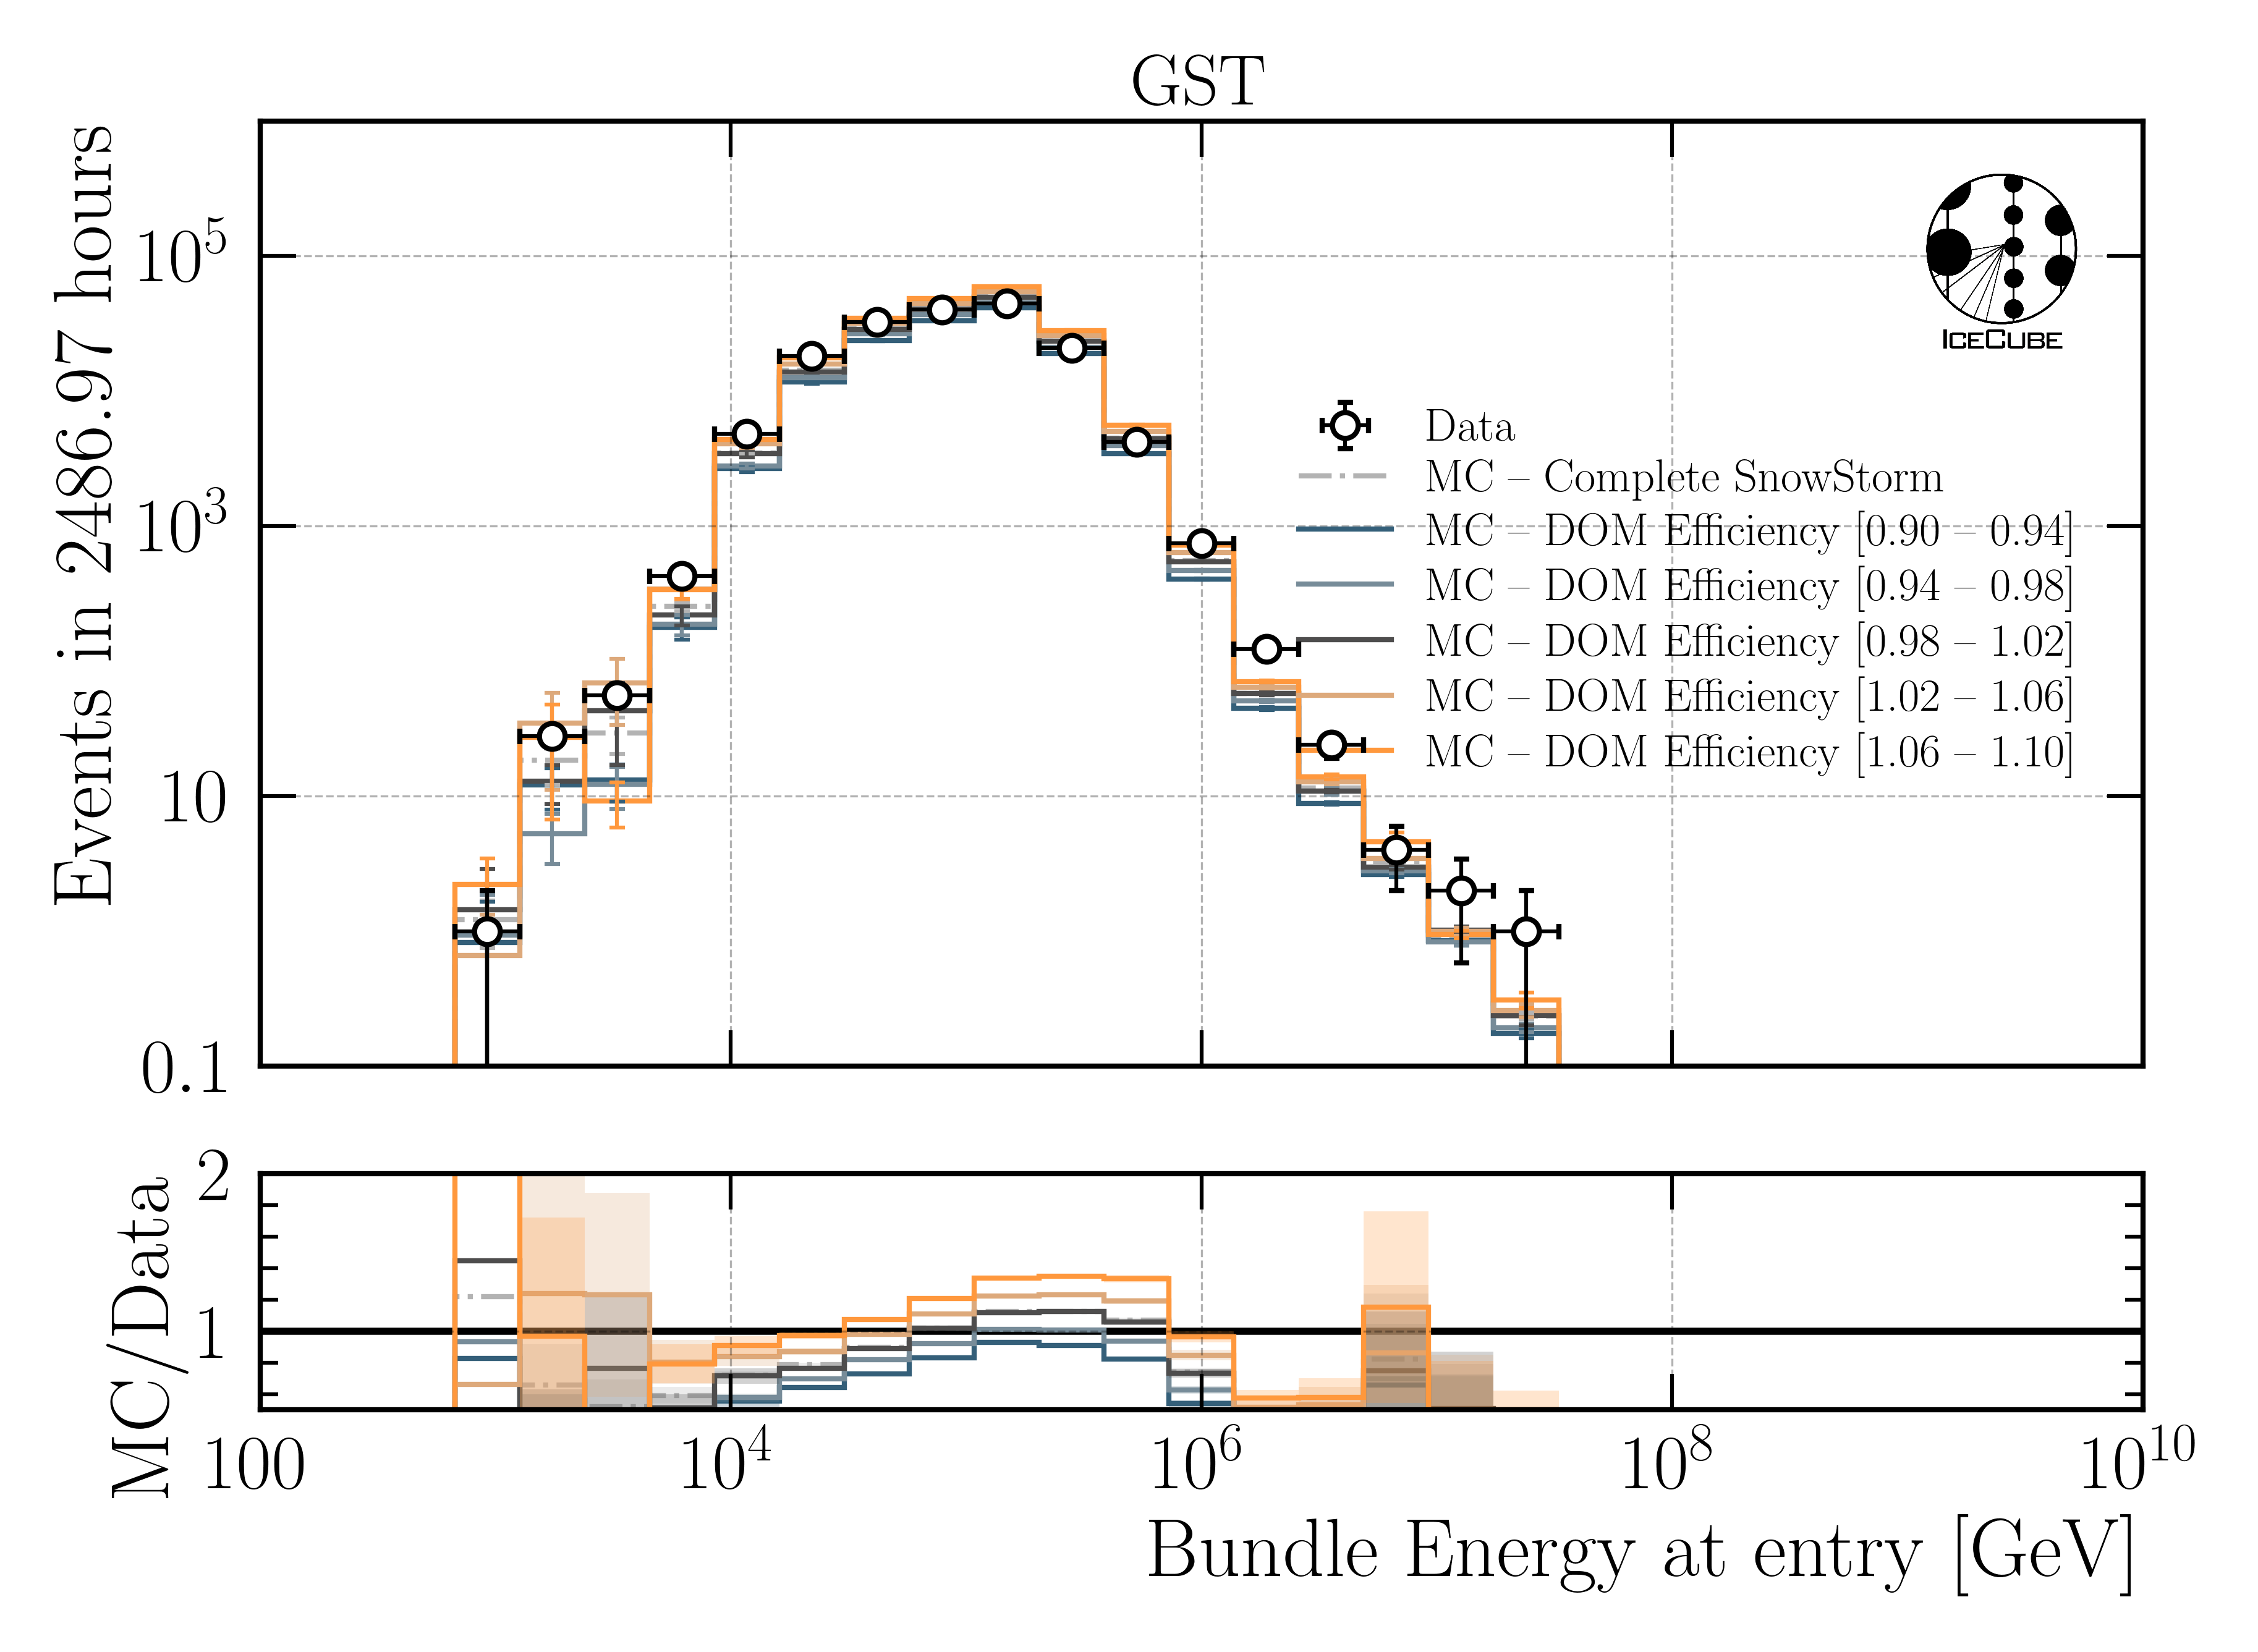 GST
Events in 2486.97 hours
10^5
10^3
10
0.1
ICECUBE
Data
MC – Complete SnowStorm
MC – DOM Efficiency [0.90 – 0.94]
MC – DOM Efficiency [0.94 – 0.98]
MC – DOM Efficiency [0.98 – 1.02]
MC – DOM Efficiency [1.02 – 1.06]
MC – DOM Efficiency [1.06 – 1.10]
MC/Data
2
1
100
10^4
10^6
10^8
10^10
Bundle Energy at entry [GeV]